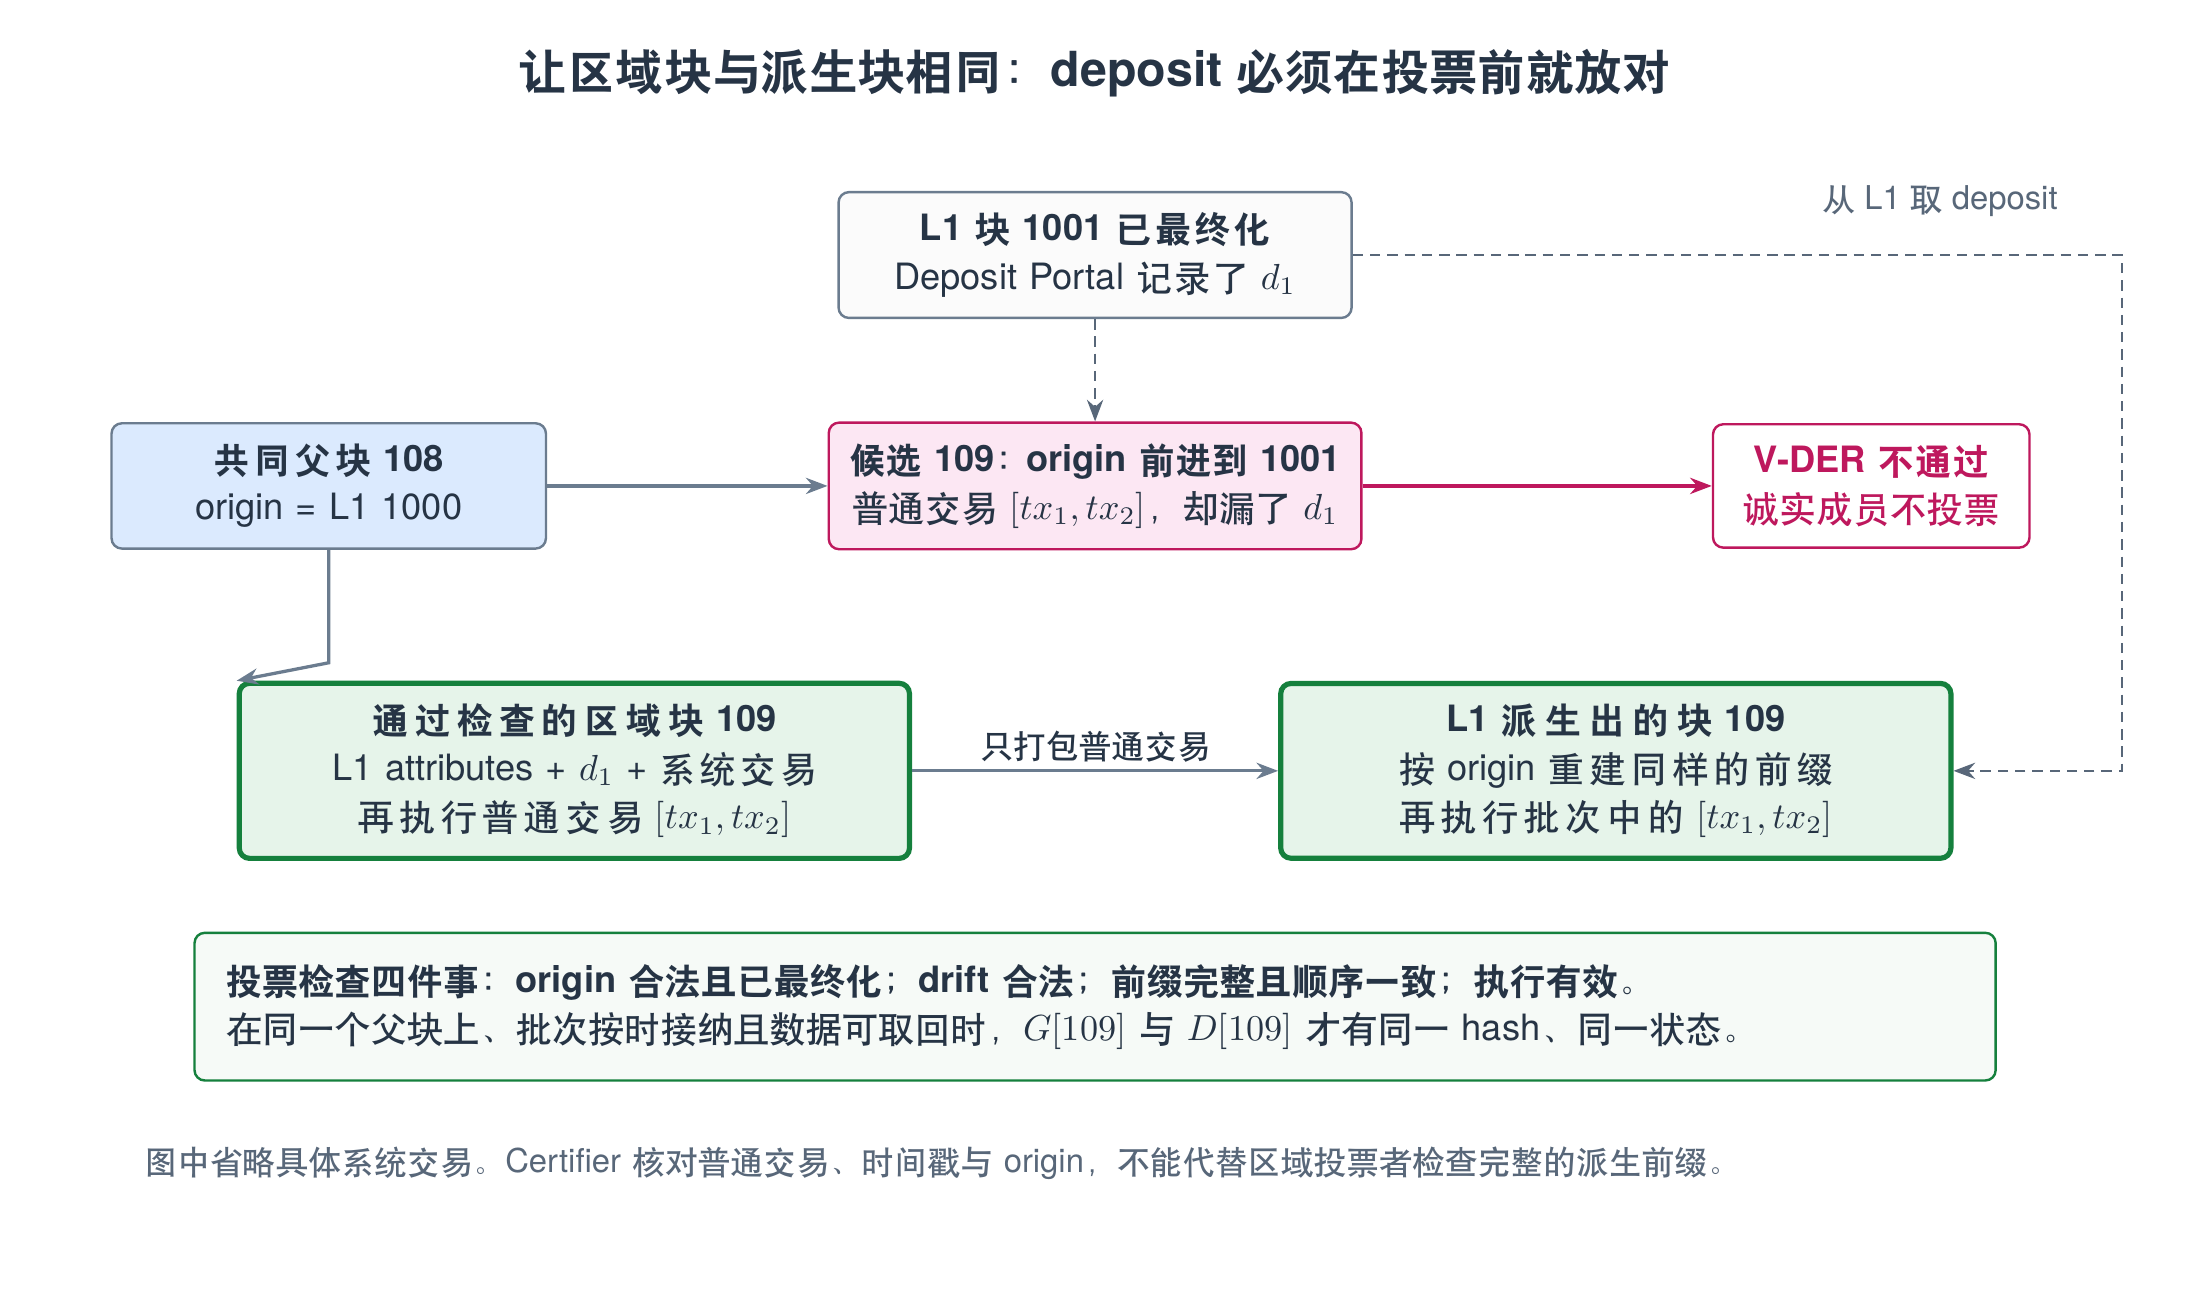 让区域块与派生块相同：deposit 必须在投票前就放对
从 L1 取 deposit
L1 块 1001 已最终化
Deposit Portal 记录了 d₁
共同父块 108
origin = L1 1000
候选 109：origin 前进到 1001
普通交易 [tx₁, tx₂]，却漏了 d₁
V-DER 不通过
诚实成员不投票
通过检查的区域块 109
L1 attributes + d₁ + 系统交易
再执行普通交易 [tx₁, tx₂]
只打包普通交易
L1 派生出的块 109
按 origin 重建同样的前缀
再执行批次中的 [tx₁, tx₂]
投票检查四件事：origin 合法且已最终化；drift 合法；前缀完整且顺序一致；执行有效。
在同一个父块上、批次按时接纳且数据可取回时，G[109] 与 D[109] 才有同一 hash、同一状态。
图中省略具体系统交易。Certifier 核对普通交易、时间戳与 origin，不能代替区域投票者检查完整的派生前缀。